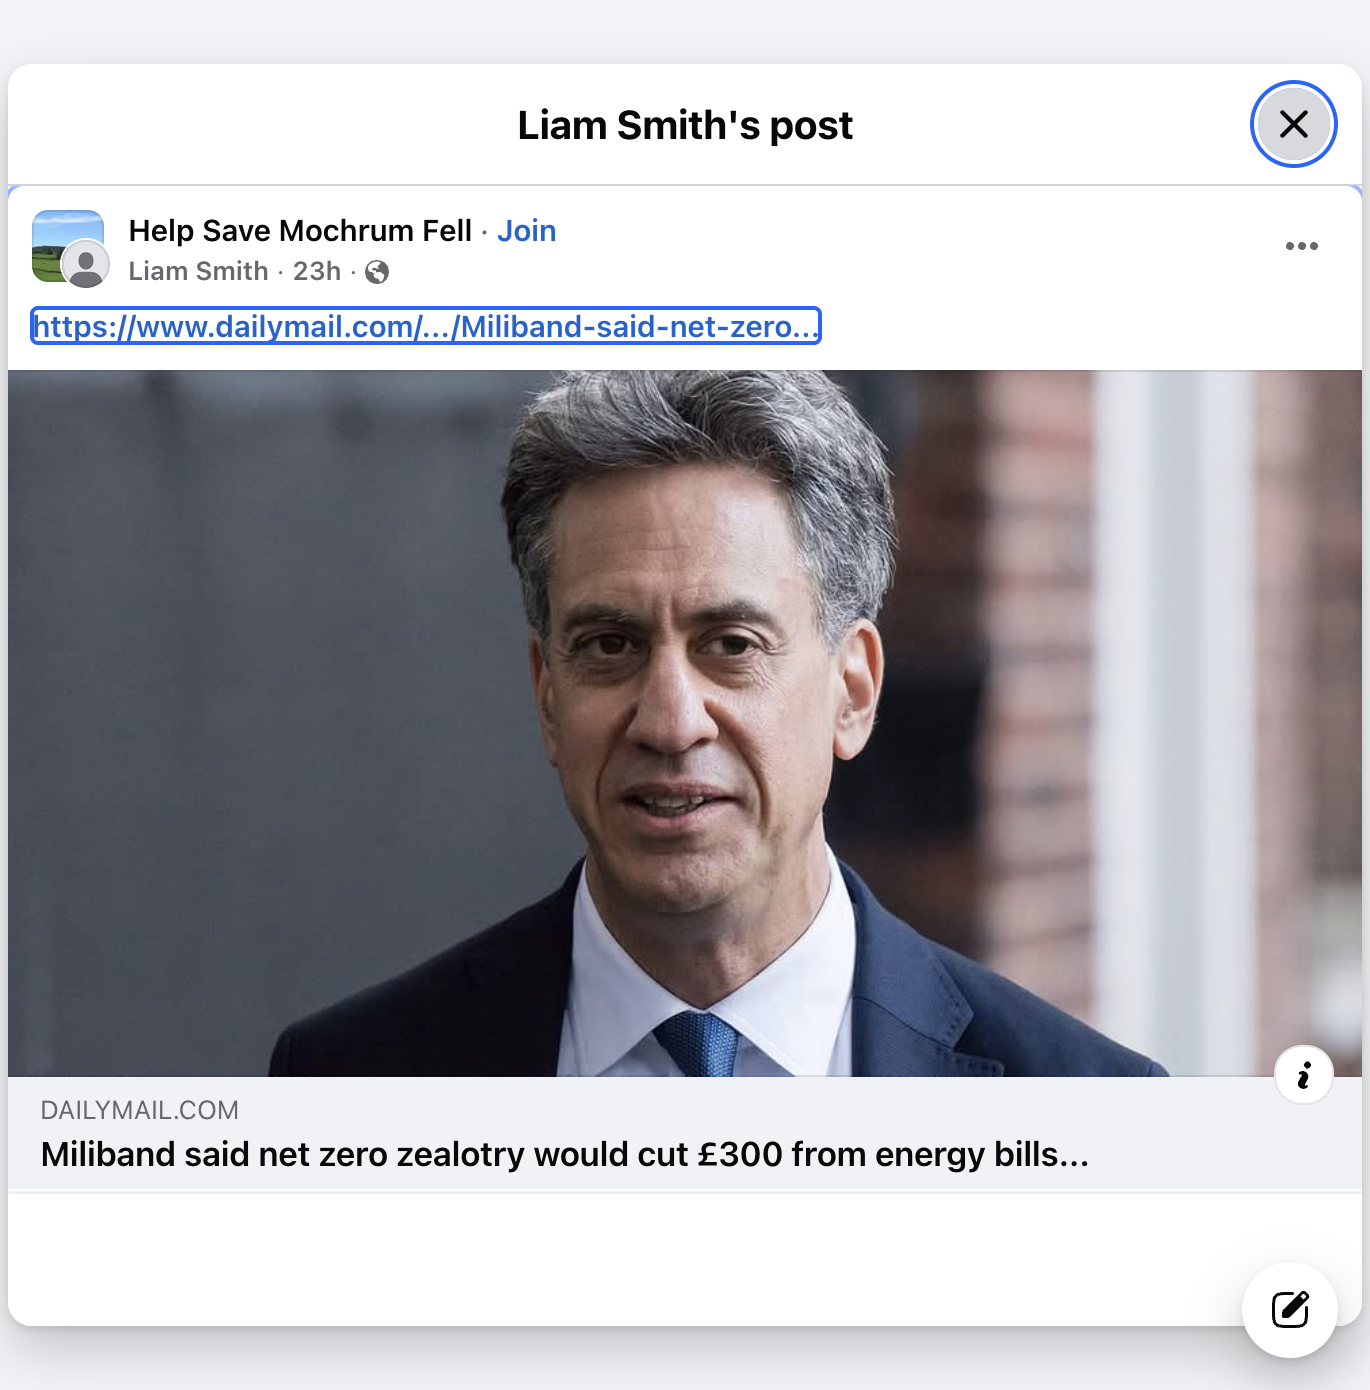 Liam Smith's post
Help Save Mochrum Fell · Join
Liam Smith · 23h ·
https://www.dailymail.com/.../Miliband-said-net-zero...
DAILYMAIL.COM
Miliband said net zero zealotry would cut £300 from energy bills...